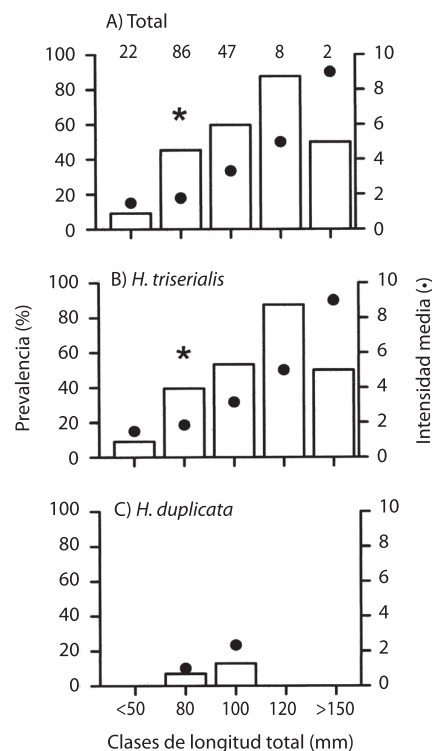 A) Total
22 86 47 8 2
100 10
80 8
*
60 6
40 4
20 2
0 0
B) H. triserialis
100 10
80 8
*
60 6
40 4
20 2
0 0
Prevalencia (%)
Intensidad media (•)
C) H. duplicata
100 10
80 8
60 6
40 4
20 2
0 0
<50 80 100 120 >150
Clases de longitud total (mm)